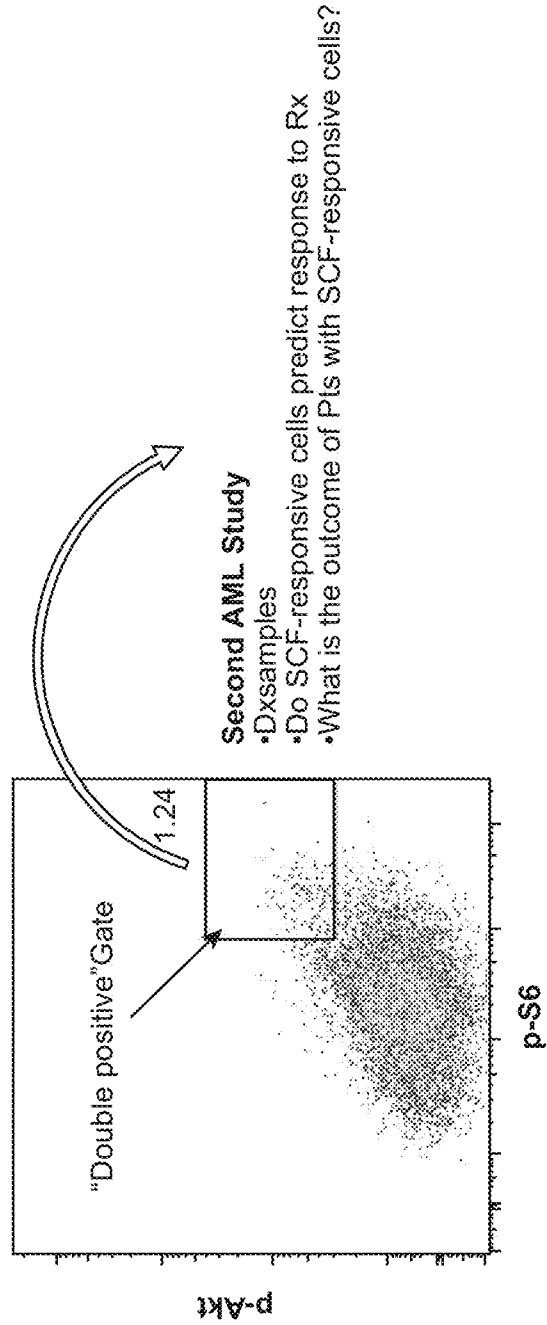 p-Akt
"Double positive"Gate
1.24
p-S6
Second AML Study
•Dxsamples
•Do SCF-responsive cells predict response to Rx
•What is the outcome of Pts with SCF-responsive cells?